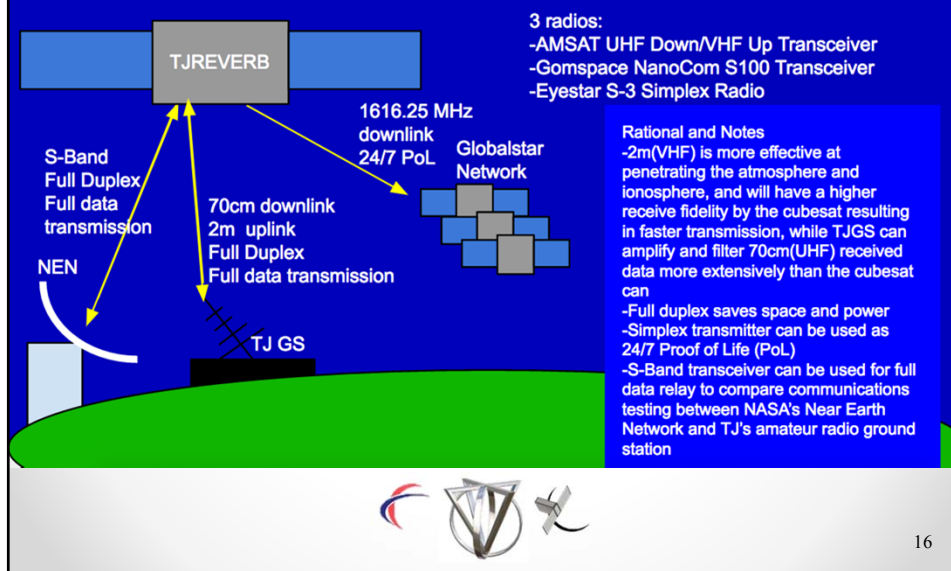 3 radios:
-AMSAT UHF Down/VHF Up Transceiver
-Gomspace NanoCom S100 Transceiver
-Eyestar S-3 Simplex Radio
TJREVERB
1616.25 MHz
downlink
24/7 PoL
Globalstar
Network
S-Band
Full Duplex
Full data
transmission
70cm downlink
2m uplink
Full Duplex
Full data transmission
NEN
TJ GS
Rational and Notes
-2m(VHF) is more effective at
penetrating the atmosphere and
ionosphere, and will have a higher
receive fidelity by the cubesat resulting
in faster transmission, while TJGS can
amplify and filter 70cm(UHF) received
data more extensively than the cubesat
can
-Full duplex saves space and power
-Simplex transmitter can be used as
24/7 Proof of Life (PoL)
-S-Band transceiver can be used for full
data relay to compare communications
testing between NASA's Near Earth
Network and TJ's amateur radio ground
station
16